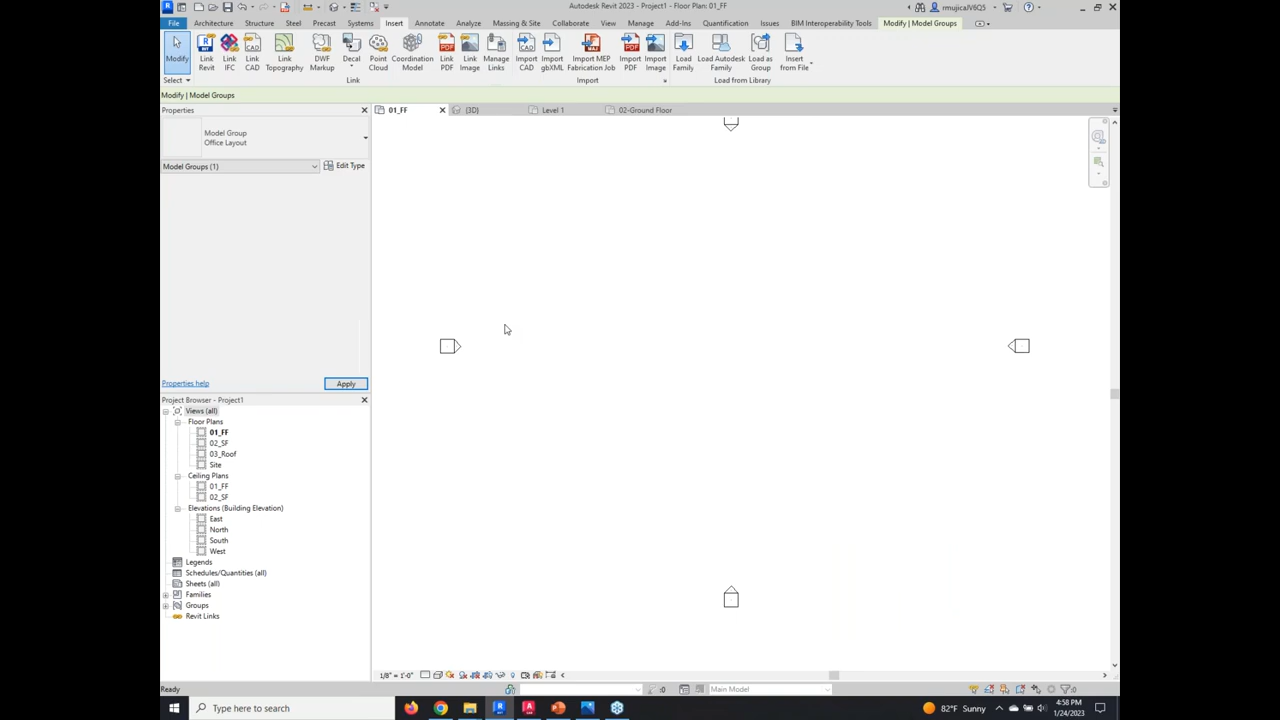 Autodesk Revit 2023 - Project1 - Floor Plan: 01_FF
rmujicaJV6Q5
File Architecture Structure Steel Precast Systems Insert Annotate Analyze Massing & Site Collaborate View Manage Add-Ins Quantification Issues BIM Interoperability Tools Modify | Model Groups
Modify Link Revit Link IFC Link CAD Link Topography DWF Markup Decal Point Cloud Coordination Model Link PDF Link Image Manage Links Import CAD Import gbXML Import MEP Fabrication Job Import PDF Import Image Load Family Load Autodesk Family Load as Group Insert from File
Select Link Import Load from Library
Modify | Model Groups
Properties
01_FF {3D} Level 1 02-Ground Floor
Model Group
Office Layout
Model Groups (1) Edit Type
Properties help Apply
Project Browser - Project1
Views (all)
Floor Plans
01_FF
02_SF
03_Roof
Site
Ceiling Plans
01_FF
02_SF
Elevations (Building Elevation)
East
North
South
West
Legends
Schedules/Quantities (all)
Sheets (all)
Families
Groups
Revit Links
1/8" = 1'-0"
Ready :0 Main Model :0
Type here to search 82°F Sunny 4:58 PM
1/24/2023